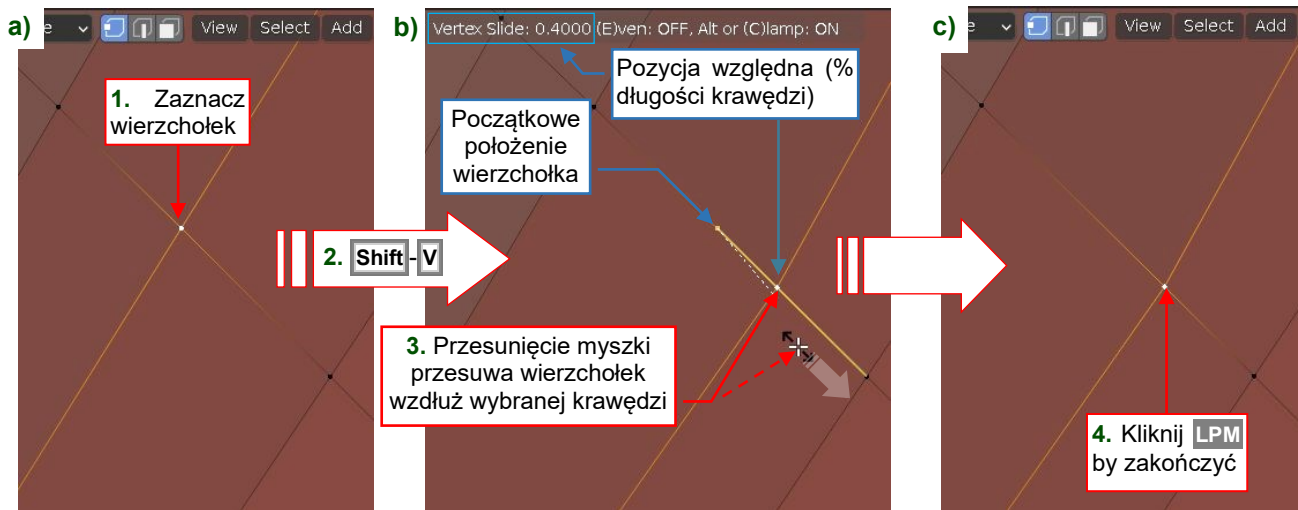 a)
View Select Add
1. Zaznacz
wierzchołek
2. Shift-V
b)
Vertex Slide: 0.4000 (E)ven: OFF, Alt or (C)lamp: ON
Pozycja względna (%
długości krawędzi)
Początkowe
położenie
wierzchołka
3. Przesunięcie myszki
przesuwa wierzchołek
wzdłuż wybranej krawędzi
c)
View Select Add
4. Kliknij LPM
by zakończyć